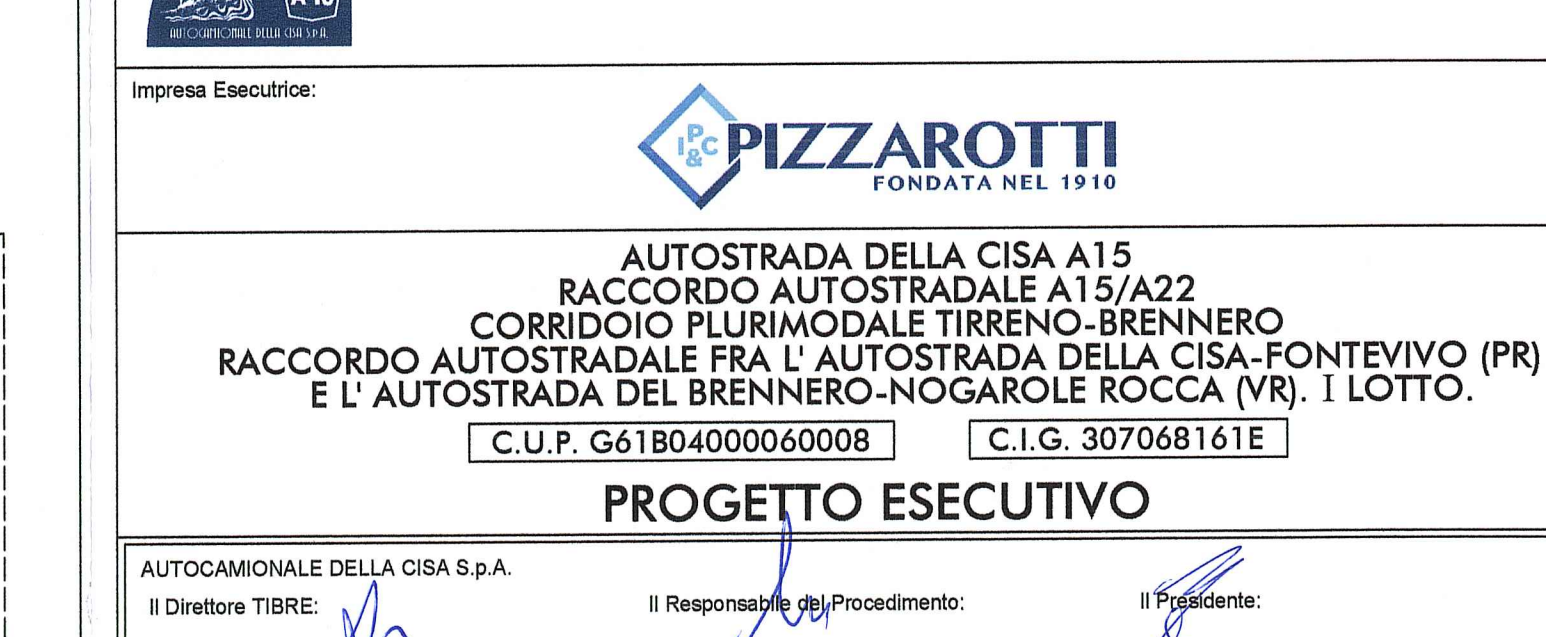 AUTOCAMIONALE DELLA CISA S.p.A.
Impresa Esecutrice:
I P & C PIZZAROTTI
FONDATA NEL 1910
AUTOSTRADA DELLA CISA A15
RACCORDO AUTOSTRADALE A15/A22
CORRIDOIO PLURIMODALE TIRRENO-BRENNERO
RACCORDO AUTOSTRADALE FRA L' AUTOSTRADA DELLA CISA-FONTEVIVO (PR)
E L' AUTOSTRADA DEL BRENNERO-NOGAROLE ROCCA (VR). I LOTTO.
C.U.P. G61B04000060008 C.I.G. 307068161E
PROGETTO ESECUTIVO
AUTOCAMIONALE DELLA CISA S.p.A.
Il Direttore TIBRE: Il Responsabile del Procedimento: Il Presidente: